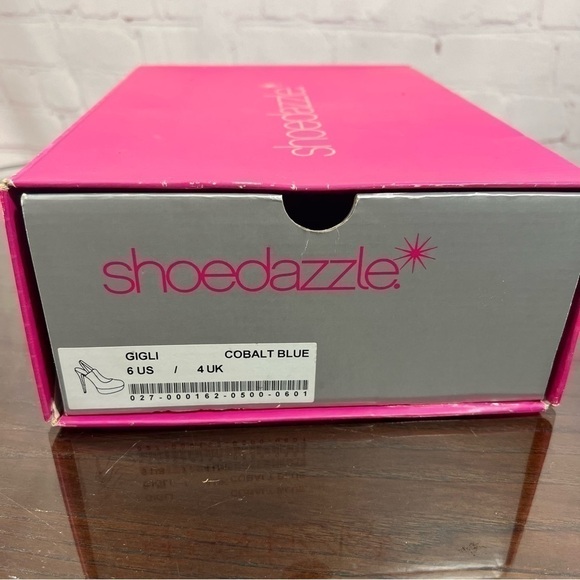 shoedazzle
shoedazzle.
GIGLI COBALT BLUE
6 US / 4 UK
027-000162-0500-0601